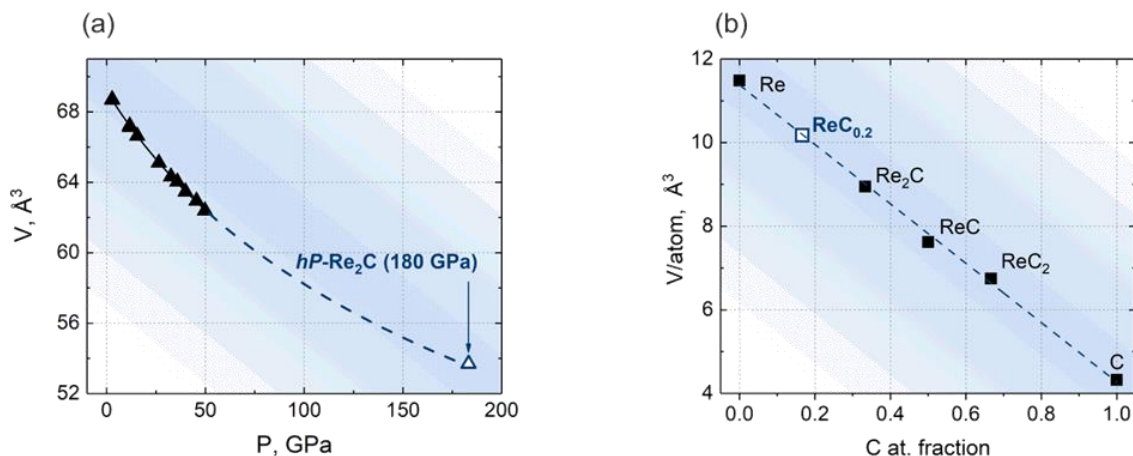 (a)
V, Å³
68
64
60
56
52
hP-Re₂C (180 GPa)
0
50
100
150
200
P, GPa
(b)
V/atom, Å³
12
10
8
6
4
Re
ReC₀.₂
Re₂C
ReC
ReC₂
C
0.0
0.2
0.4
0.6
0.8
1.0
C at. fraction